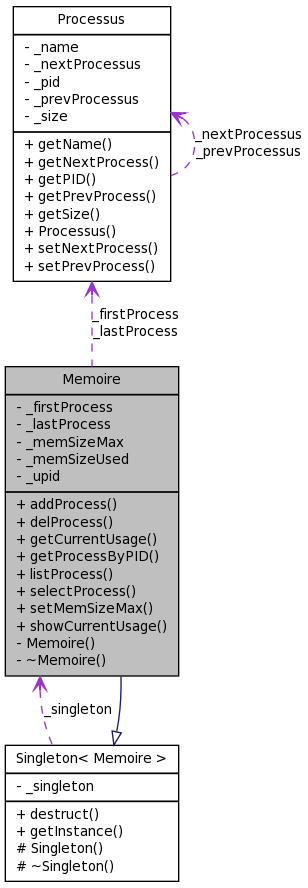 Processus
- _name
- _nextProcessus
- _pid
- _prevProcessus
- _size
+ getName()
+ getNextProcess()
+ getPID()
+ getPrevProcess()
+ getSize()
+ Processus()
+ setNextProcess()
+ setPrevProcess()
_nextProcessus
_prevProcessus
_firstProcess
_lastProcess
Memoire
- _firstProcess
- _lastProcess
- _memSizeMax
- _memSizeUsed
- _upid
+ addProcess()
+ delProcess()
+ getCurrentUsage()
+ getProcessByPID()
+ listProcess()
+ selectProcess()
+ setMemSizeMax()
+ showCurrentUsage()
- Memoire()
- ~Memoire()
_singleton
Singleton< Memoire >
- _singleton
+ destruct()
+ getInstance()
# Singleton()
# ~Singleton()